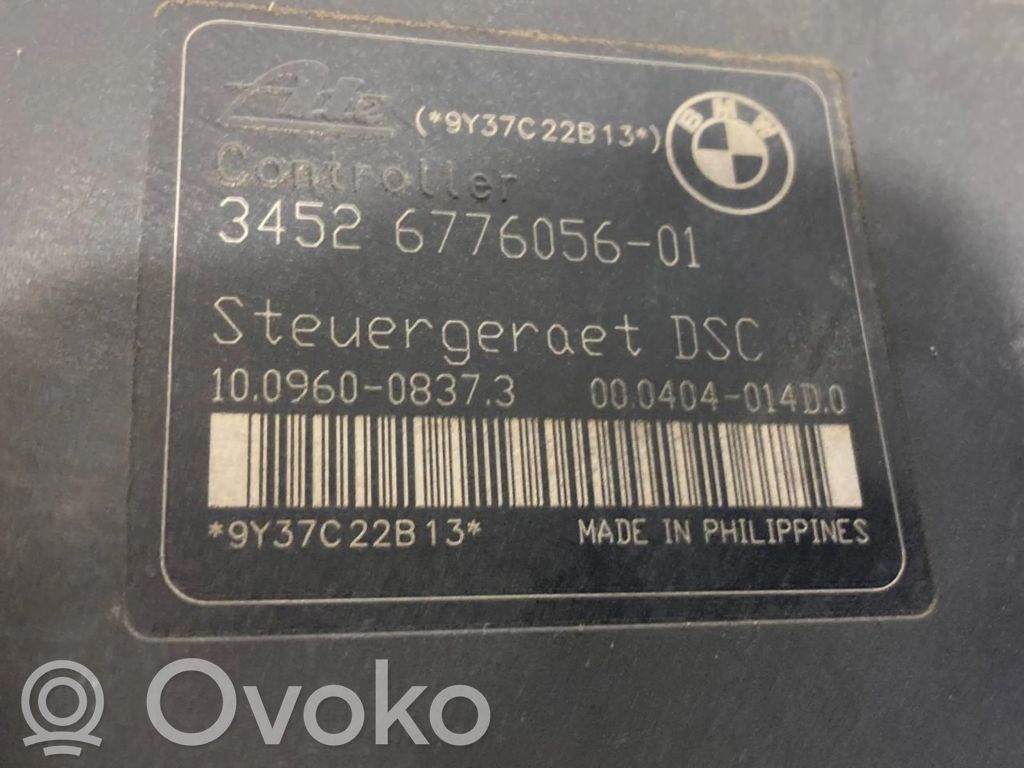 Ate (*9Y37C22B13*) BMW
Controller
3452 6776056-01
Steuergeraet DSC
10.0960-0837.3 00.0404-014D.0
*9Y37C22B13* MADE IN PHILIPPINES
Ovoko